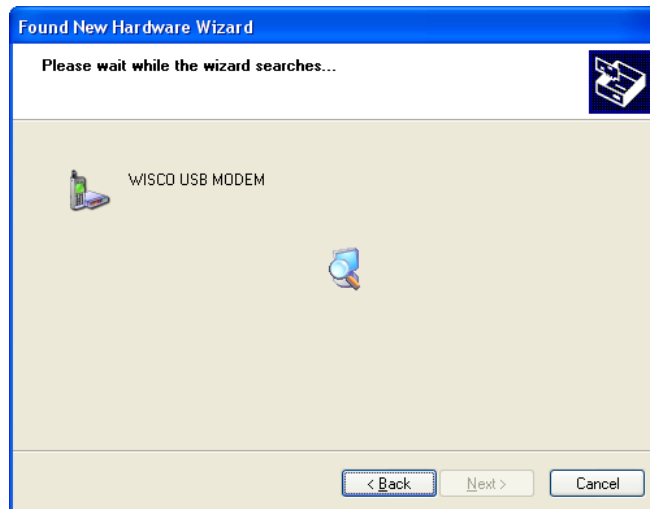 Found New Hardware Wizard
Please wait while the wizard searches...
WISCO USB MODEM
< Back
Next >
Cancel